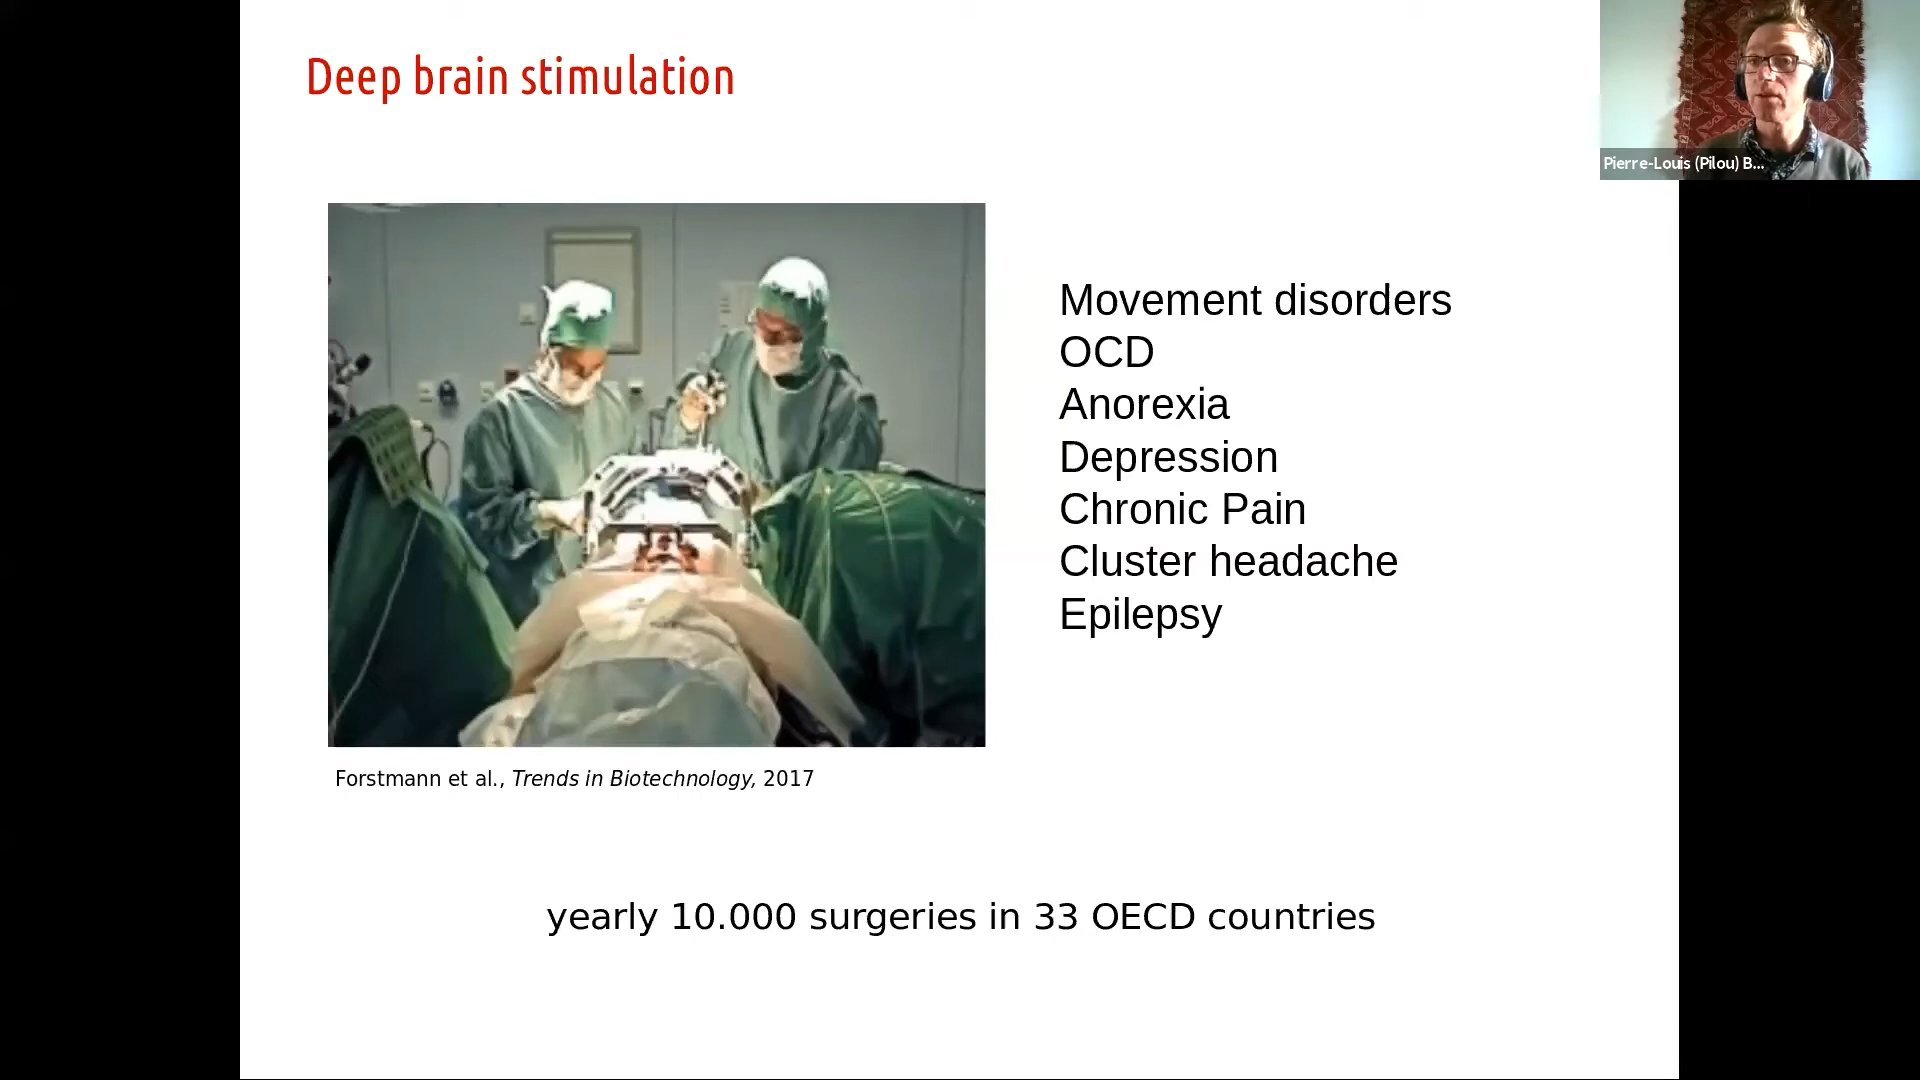 Deep brain stimulation
Pierre-Louis (Pilou) B...
Movement disorders
OCD
Anorexia
Depression
Chronic Pain
Cluster headache
Epilepsy
Forstmann et al., Trends in Biotechnology, 2017
yearly 10.000 surgeries in 33 OECD countries